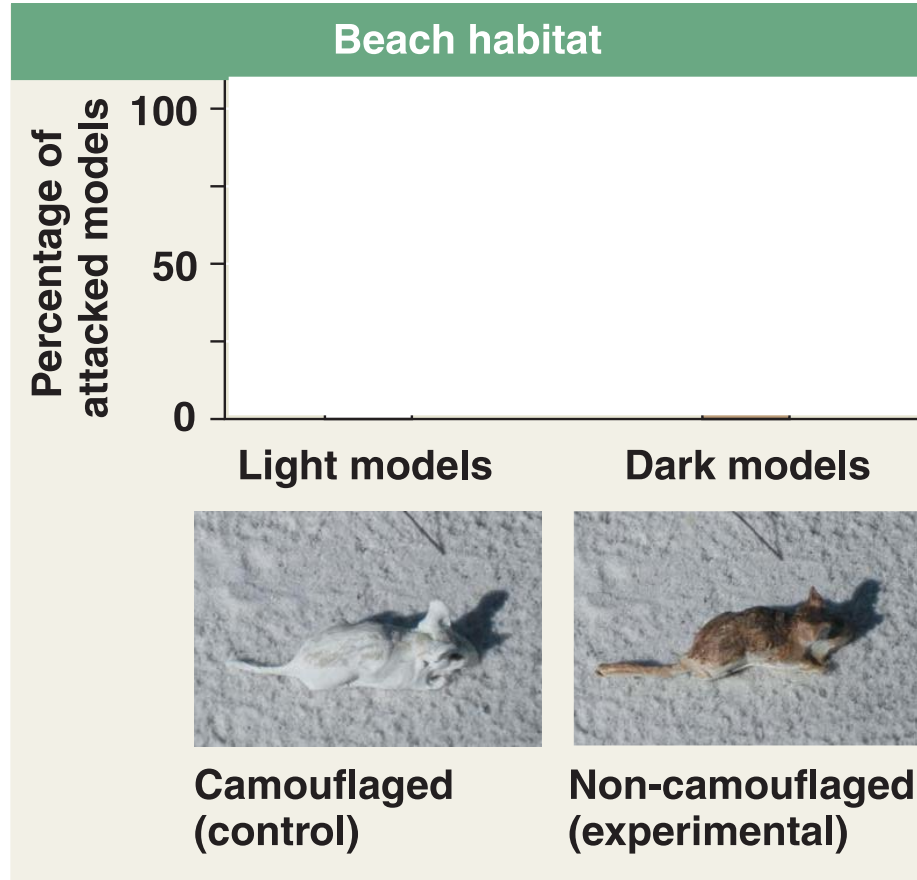 Beach habitat
Percentage of
attacked models
100
50
0
Light models
Dark models
Camouflaged
(control)
Non-camouflaged
(experimental)